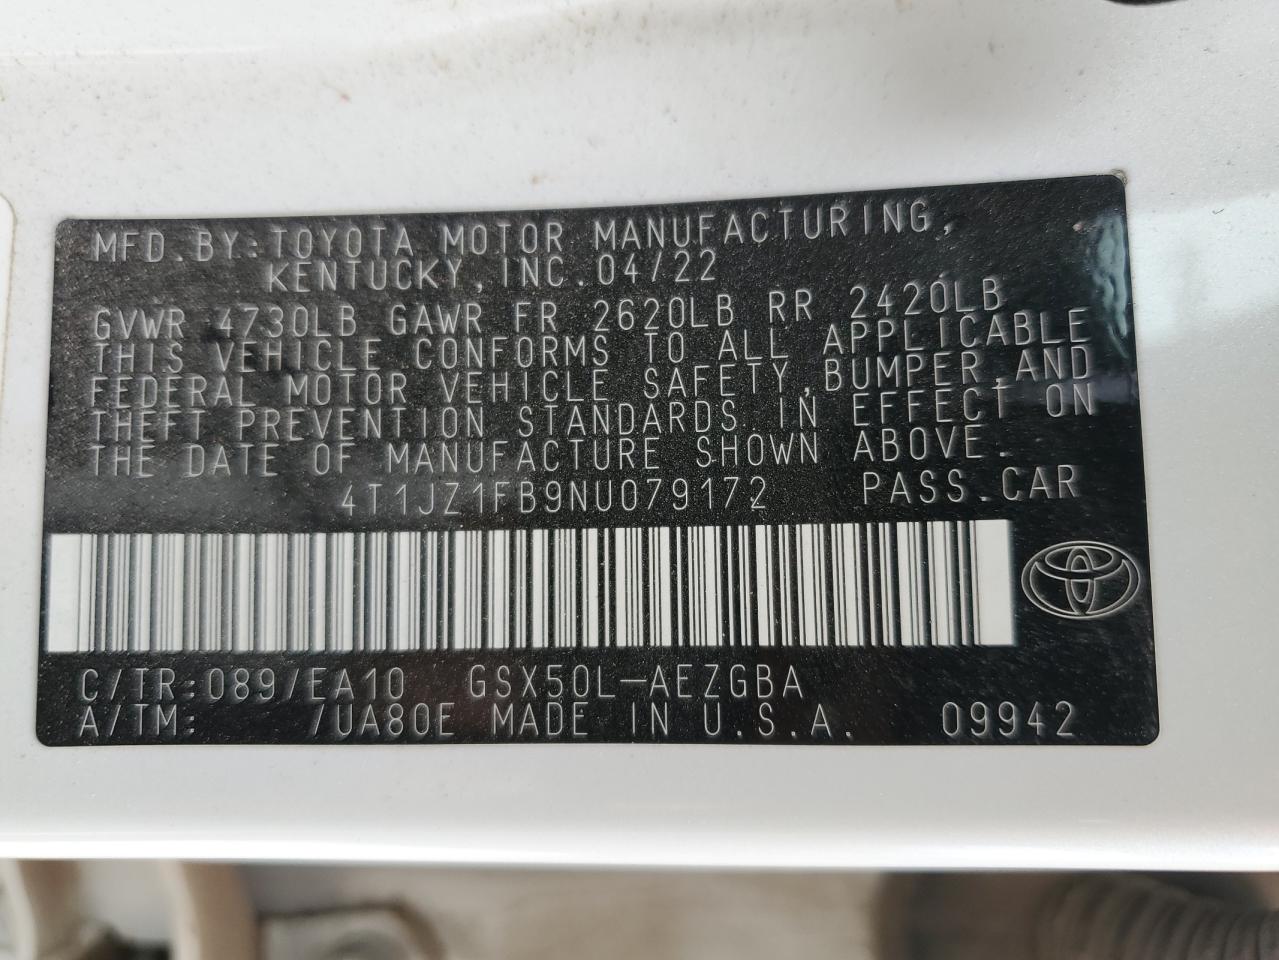 MFD.BY:TOYOTA MOTOR MANUFACTURING,
KENTUCKY,INC.04/22
GVWR 4730LB GAWR FR 2620LB RR 2420LB
THIS VEHICLE CONFORMS TO ALL APPLICABLE
FEDERAL MOTOR VEHICLE SAFETY,BUMPER,AND
THEFT PREVENTION STANDARDS IN EFFECT ON
THE DATE OF MANUFACTURE SHOWN ABOVE.
4T1JZ1FB9NU079172 PASS.CAR
C/TR:089/EA10 GSX50L-AEZGBA
A/TM: /UA80E MADE IN U.S.A. 09942